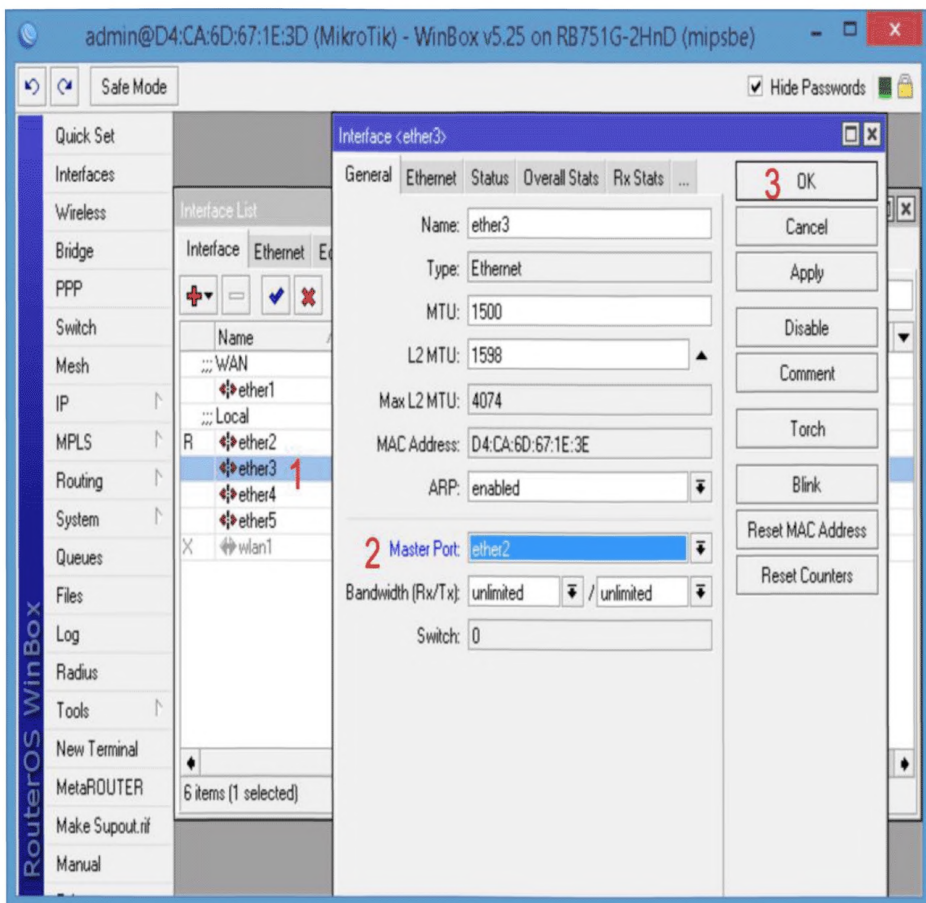 admin@D4:CA:6D:67:1E:3D (MikroTik) - WinBox v5.25 on RB751G-2HnD (mipsbe)
Safe Mode
Hide Passwords
RouterOS WinBox
Quick Set
Interfaces
Wireless
Bridge
PPP
Switch
Mesh
IP
MPLS
Routing
System
Queues
Files
Log
Radius
Tools
New Terminal
MetaROUTER
Make Supout.rif
Manual
Interface List
Interface Ethernet
Name
;;; WAN
ether1
;;; Local
R ether2
ether3 1
ether4
ether5
X wlan1
6 items (1 selected)
Interface <ether3>
General Ethernet Status Overall Stats Rx Stats ...
Name: ether3
Type: Ethernet
MTU: 1500
L2 MTU: 1598
Max L2 MTU: 4074
MAC Address: D4:CA:6D:67:1E:3E
ARP: enabled
2 Master Port: ether2
Bandwidth (Rx/Tx): unlimited / unlimited
Switch: 0
3 OK
Cancel
Apply
Disable
Comment
Torch
Blink
Reset MAC Address
Reset Counters